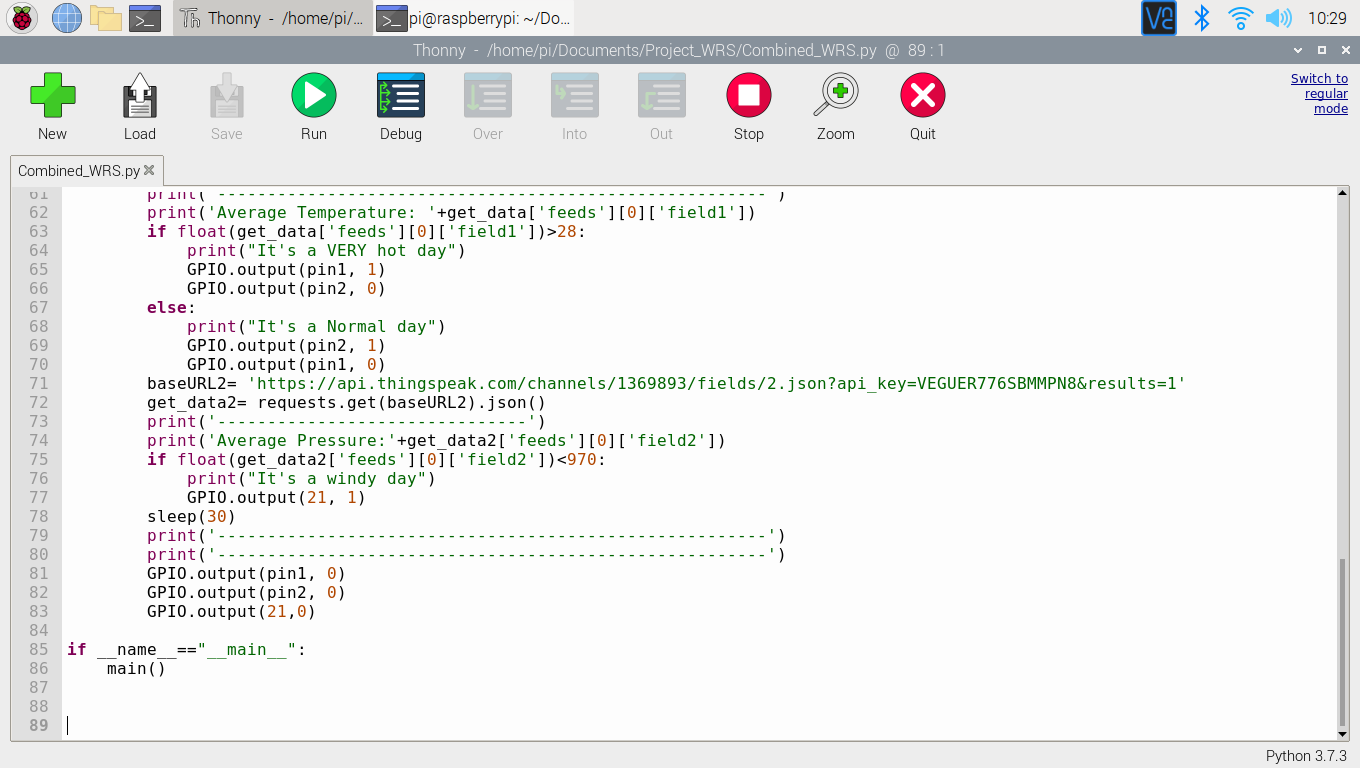 Thonny - /home/pi/...
pi@raspberrypi: ~/Do...
10:29
Thonny - /home/pi/Documents/Project_WRS/Combined_WRS.py @ 89 : 1
New
Load
Save
Run
Debug
Over
Into
Out
Stop
Zoom
Quit
Switch to
regular
mode
Combined_WRS.py
61 print('-------------------------------------------------------')
62 print('Average Temperature: '+get_data['feeds'][0]['field1'])
63 if float(get_data['feeds'][0]['field1'])>28:
64 print("It's a VERY hot day")
65 GPIO.output(pin1, 1)
66 GPIO.output(pin2, 0)
67 else:
68 print("It's a Normal day")
69 GPIO.output(pin2, 1)
70 GPIO.output(pin1, 0)
71 baseURL2= 'https://api.thingspeak.com/channels/1369893/fields/2.json?api_key=VEGUER776SBMMPN8&results=1'
72 get_data2= requests.get(baseURL2).json()
73 print('-------------------------------')
74 print('Average Pressure:'+get_data2['feeds'][0]['field2'])
75 if float(get_data2['feeds'][0]['field2'])<970:
76 print("It's a windy day")
77 GPIO.output(21, 1)
78 sleep(30)
79 print('-------------------------------------------------------')
80 print('-------------------------------------------------------')
81 GPIO.output(pin1, 0)
82 GPIO.output(pin2, 0)
83 GPIO.output(21,0)
84
85 if __name__=="__main__":
86 main()
87
88
89
Python 3.7.3